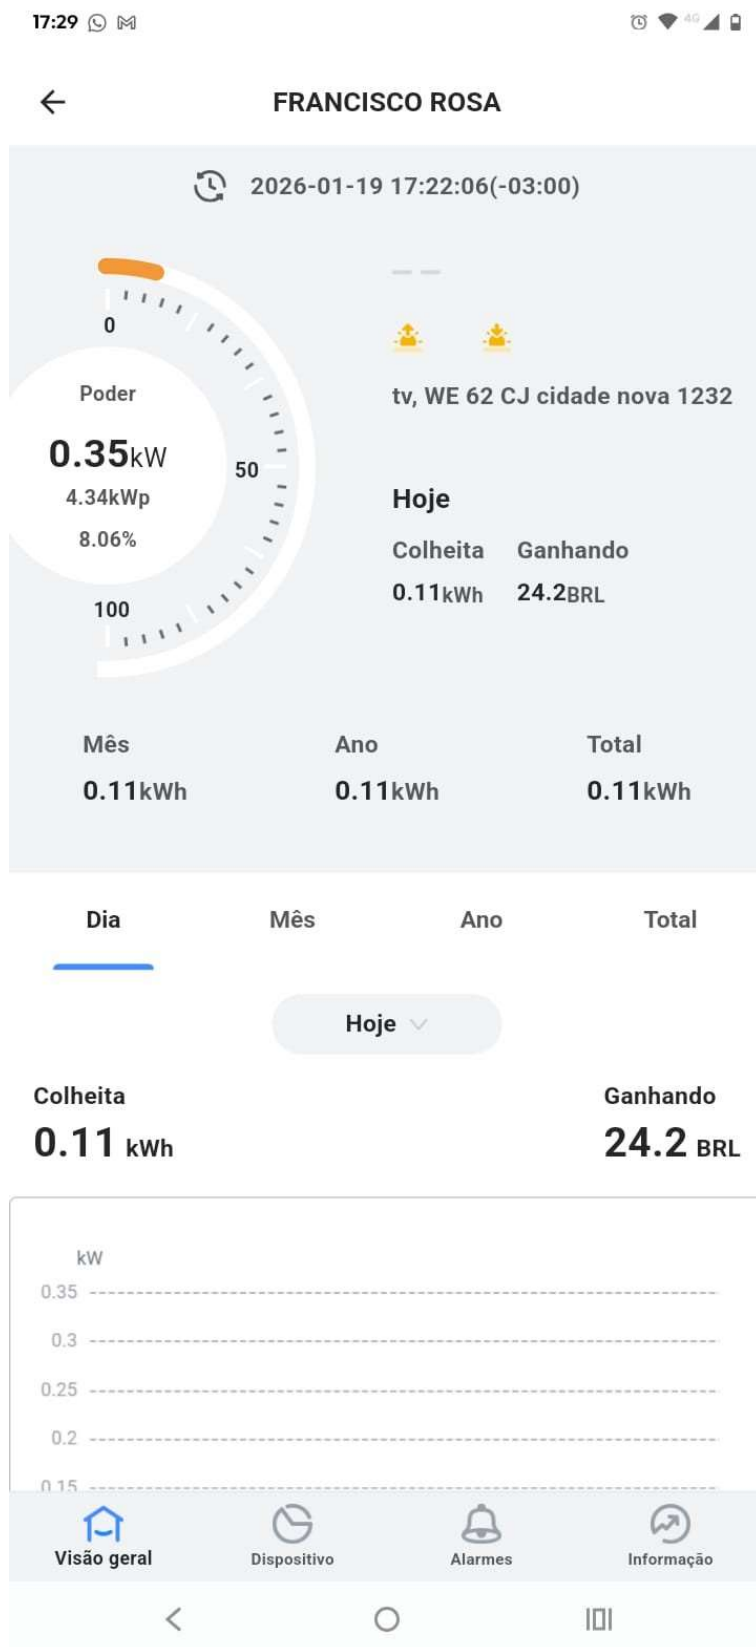 17:29
4G
FRANCISCO ROSA
2026-01-19 17:22:06(-03:00)
0
50
100
Poder
0.35kW
4.34kWp
8.06%
tv, WE 62 CJ cidade nova 1232
Hoje
Colheita Ganhando
0.11kWh 24.2BRL
Mês Ano Total
0.11kWh 0.11kWh 0.11kWh
Dia Mês Ano Total
Hoje
Colheita Ganhando
0.11 kWh 24.2 BRL
kW
0.35
0.3
0.25
0.2
0.15
Visão geral Dispositivo Alarmes Informação